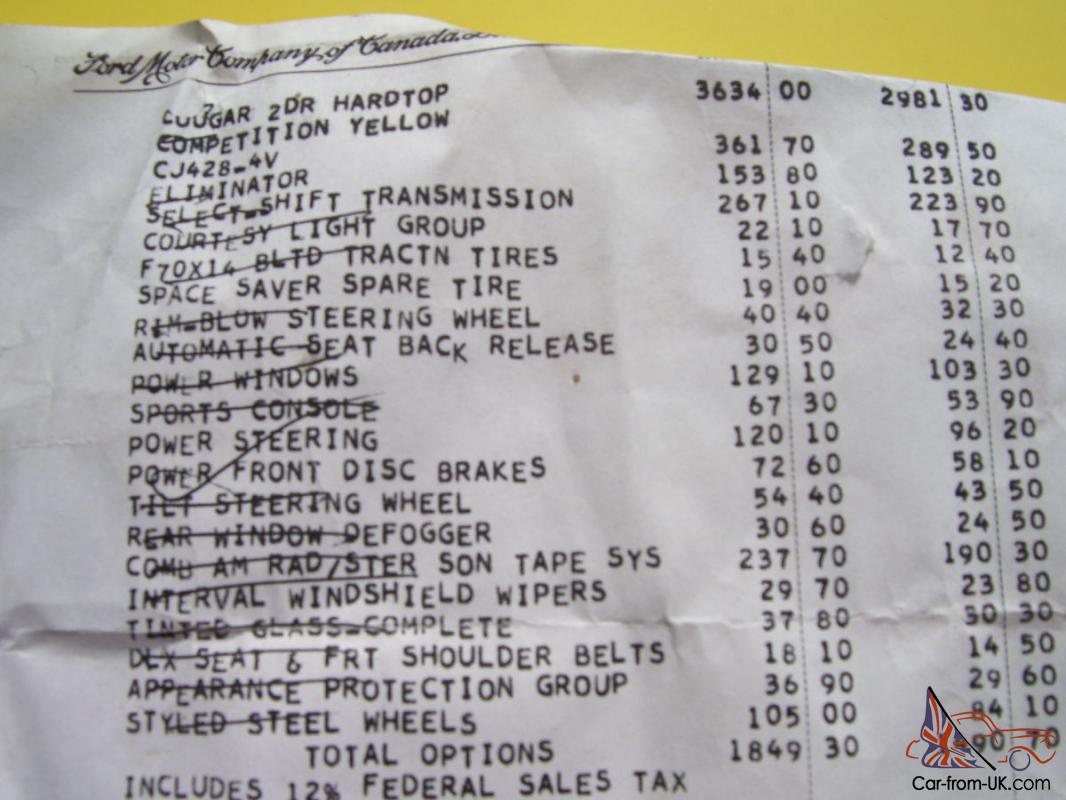 Ford Motor Company of Canada,
COUGAR 2DR HARDTOP 3634 00 2981 30
COMPETITION YELLOW
CJ428-4V 361 70 289 50
ELIMINATOR 153 80 123 20
SELECT-SHIFT TRANSMISSION 267 10 223 90
COURTESY LIGHT GROUP 22 10 17 70
F70X14 BLTD TRACTN TIRES 15 40 12 40
SPACE SAVER SPARE TIRE 19 00 15 20
RIM-BLOW STEERING WHEEL 40 40 32 30
AUTOMATIC SEAT BACK RELEASE 30 50 24 40
POWER WINDOWS 129 10 103 30
SPORTS CONSOLE 67 30 53 90
POWER STEERING 120 10 96 20
POWER FRONT DISC BRAKES 72 60 58 10
TILT STEERING WHEEL 54 40 43 50
REAR WINDOW DEFOGGER 30 60 24 50
COMB AM RAD/STER SON TAPE SYS 237 70 190 30
INTERVAL WINDSHIELD WIPERS 29 70 23 80
TINTED GLASS-COMPLETE 37 80 30 30
DLX SEAT & FRT SHOULDER BELTS 18 10 14 50
APPEARANCE PROTECTION GROUP 36 90 29 60
STYLED STEEL WHEELS 105 00 84 10
TOTAL OPTIONS 1849 30
INCLUDES 12% FEDERAL SALES TAX
Car-from-UK.com